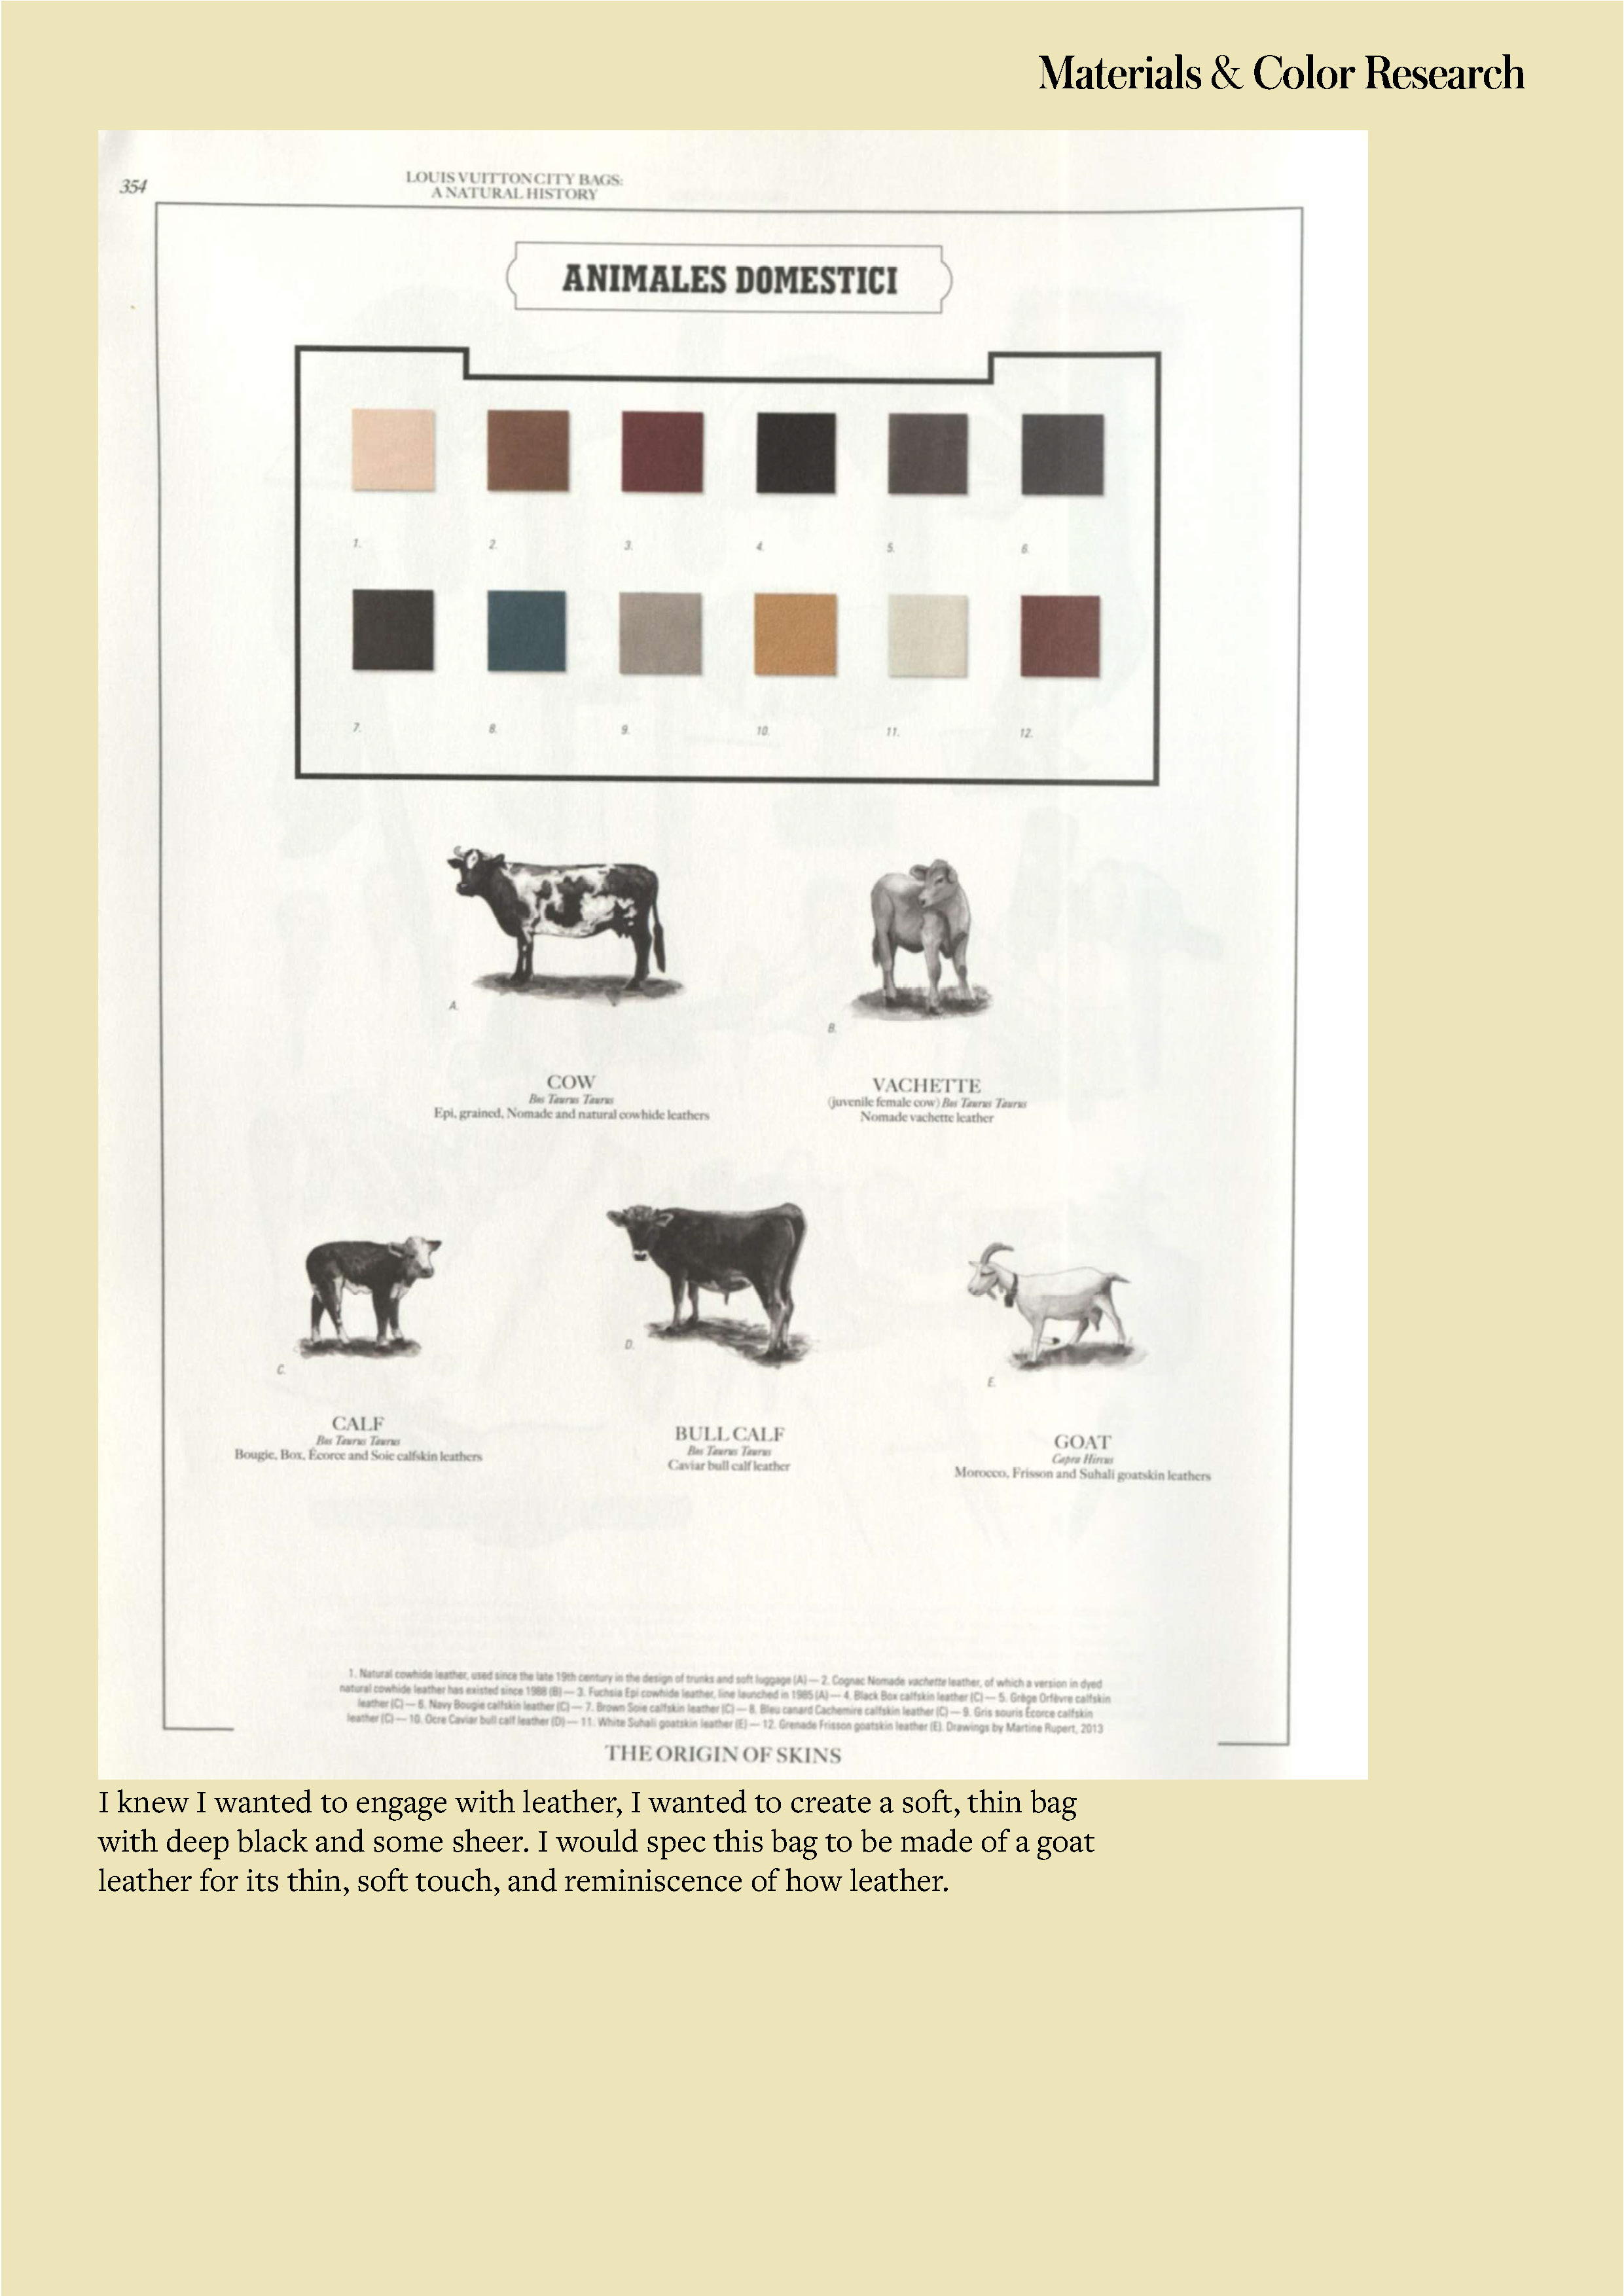 Materials & Color Research
354
LOUIS VUITTON CITY BAGS:
A NATURAL HISTORY
ANIMALES DOMESTICI
1. 2. 3. 4. 5. 6.
7. 8. 9. 10. 11. 12.
A.
B.
COW
Bos Taurus Taurus
Epi, grained, Nomade and natural cowhide leathers
VACHETTE
(juvenile female cow) Bos Taurus Taurus
Nomade vachette leather
C.
D.
E.
CALF
Bos Taurus Taurus
Bougie, Box, Écorce and Soie calfskin leathers
BULL CALF
Bos Taurus Taurus
Caviar bull calf leather
GOAT
Capra Hircus
Morocco, Frisson and Suhali goatskin leathers
1. Natural cowhide leather, used since the late 19th century in the design of trunks and soft luggage (A) — 2. Cognac Nomade vachette leather, of which a version in dyed
natural cowhide leather has existed since 1988 (B) — 3. Fuchsia Epi cowhide leather, line launched in 1985 (A) — 4. Black Box calfskin leather (C) — 5. Grège Orfèvre calfskin
leather (C) — 6. Navy Bougie calfskin leather (C) — 7. Brown Soie calfskin leather (C) — 8. Bleu canard Cachemire calfskin leather (C) — 9. Gris souris Écorce calfskin
leather (C) — 10. Ocre Caviar bull calf leather (D) — 11. White Suhali goatskin leather (E) — 12. Grenade Frisson goatskin leather (E). Drawings by Martine Rupert, 2013
THE ORIGIN OF SKINS
I knew I wanted to engage with leather, I wanted to create a soft, thin bag
with deep black and some sheer. I would spec this bag to be made of a goat
leather for its thin, soft touch, and reminiscence of how leather.